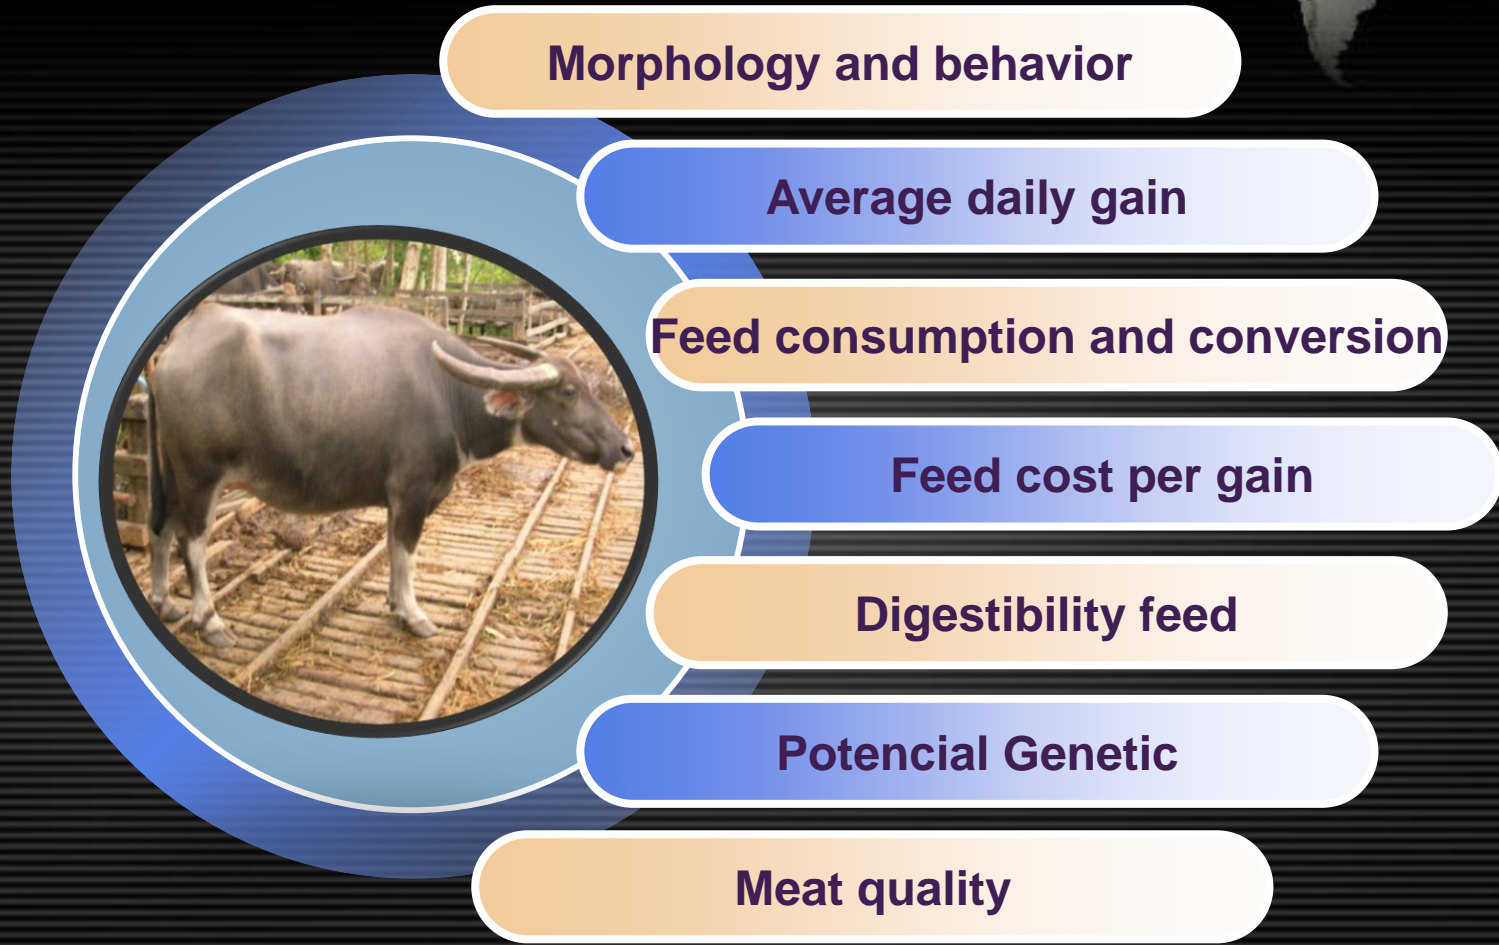 Morphology and behavior
Average daily gain
Feed consumption and conversion
Feed cost per gain
Digestibility feed
Potencial Genetic
Meat quality